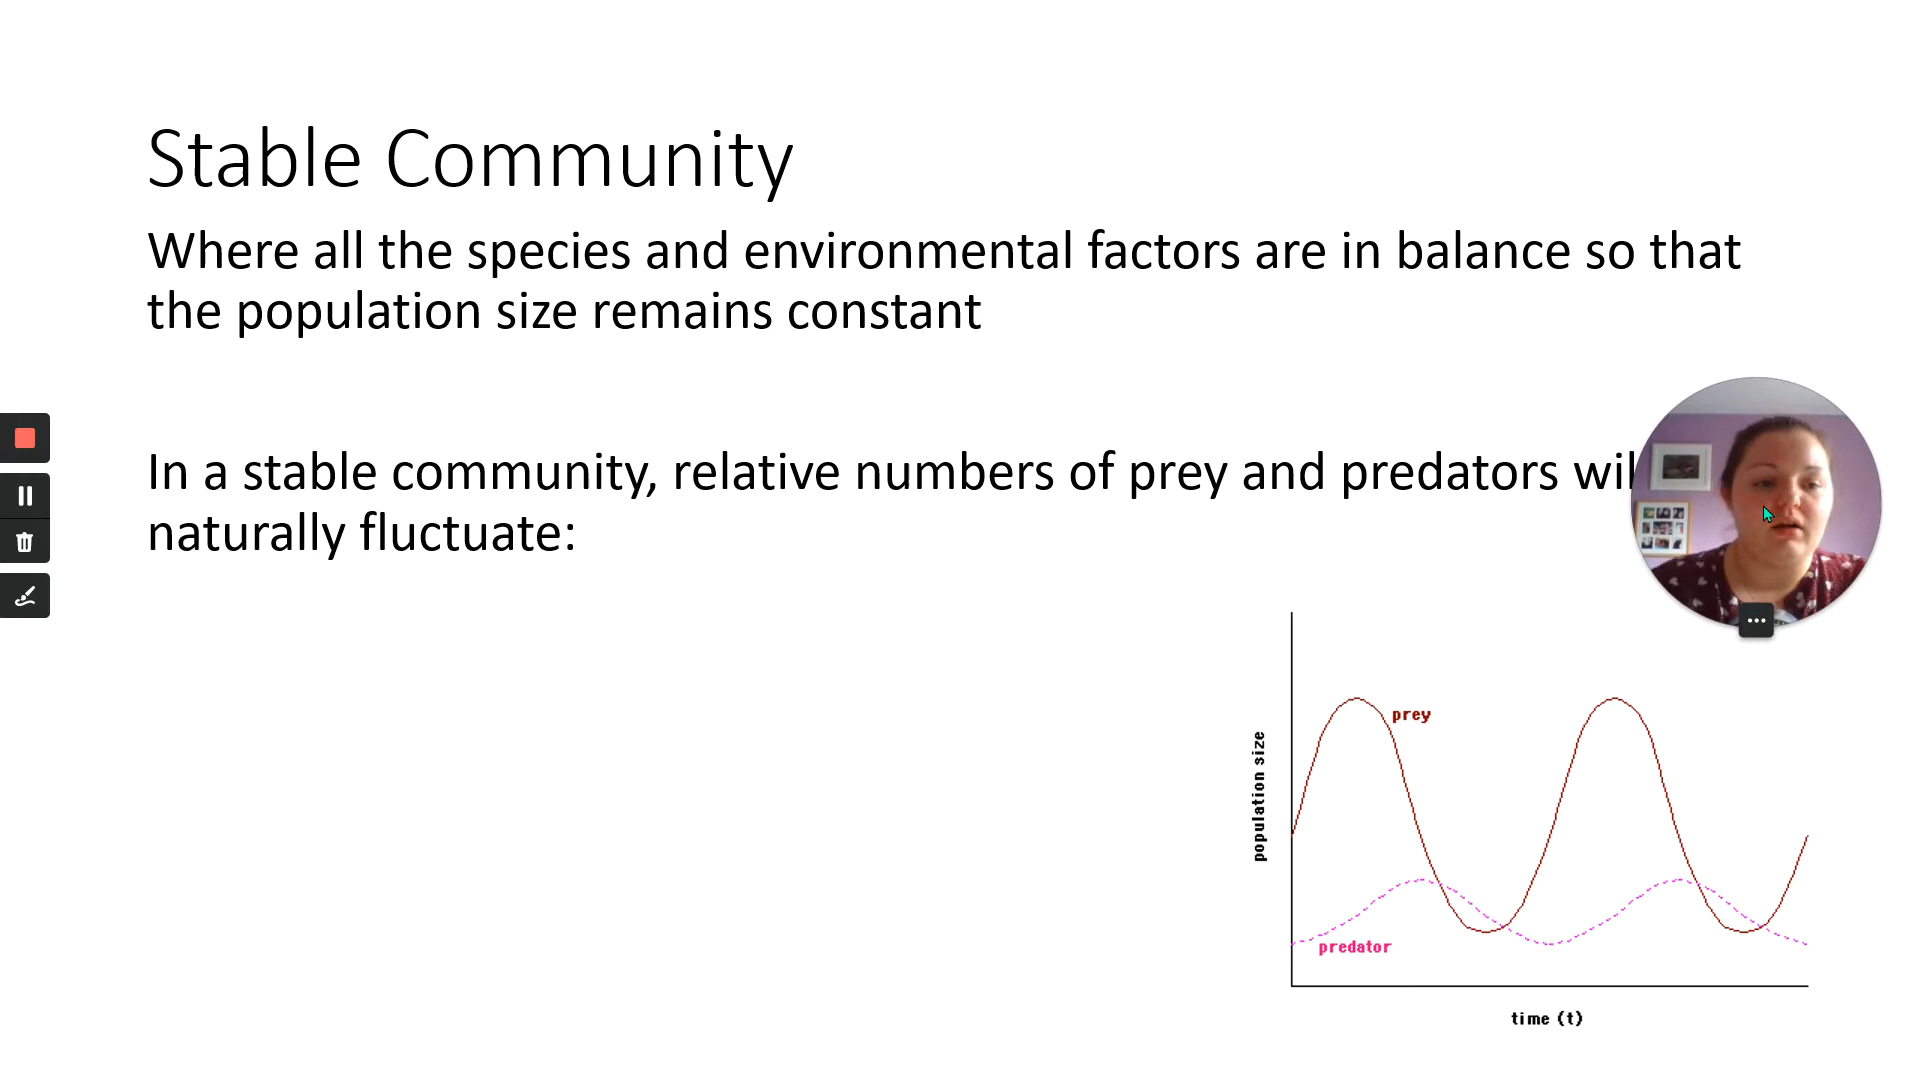 Stable Community
Where all the species and environmental factors are in balance so that
the population size remains constant
In a stable community, relative numbers of prey and predators
naturally fluctuate:
prey
population size
predator
time (t)